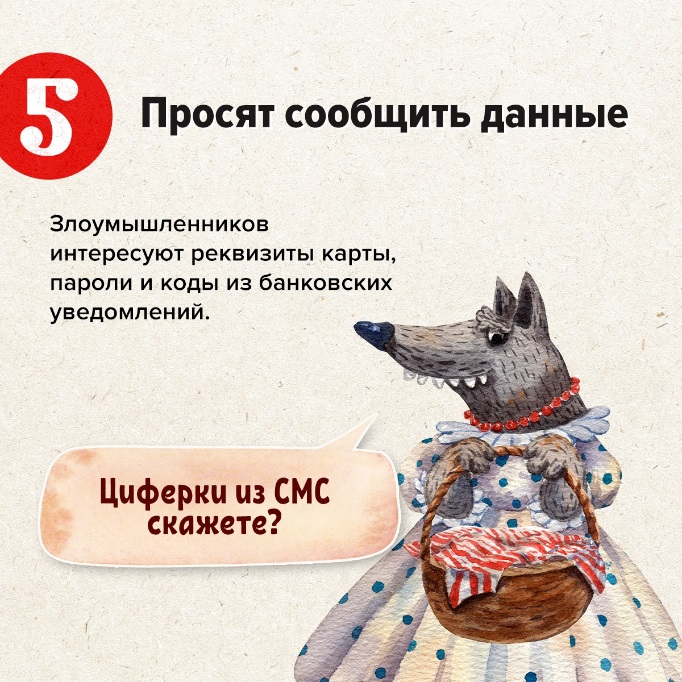 5
Просят сообщить данные
Злоумышленников
интересуют реквизиты карты,
пароли и коды из банковских
уведомлений.
Циферки из СМС
скажете?